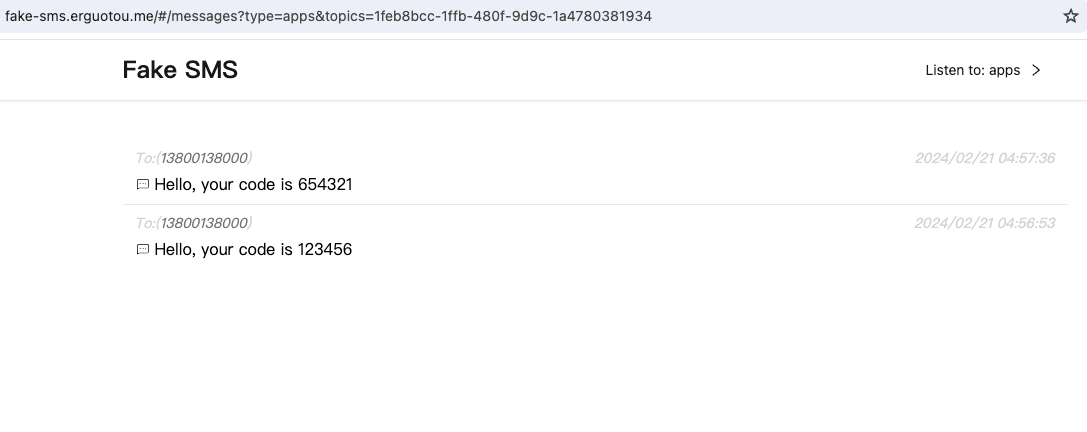 fake-sms.erguotou.me/#/messages?type=apps&topics=1feb8bcc-1ffb-480f-9d9c-1a4780381934
Fake SMS
Listen to: apps
To:(13800138000)
2024/02/21 04:57:36
Hello, your code is 654321
To:(13800138000)
2024/02/21 04:56:53
Hello, your code is 123456